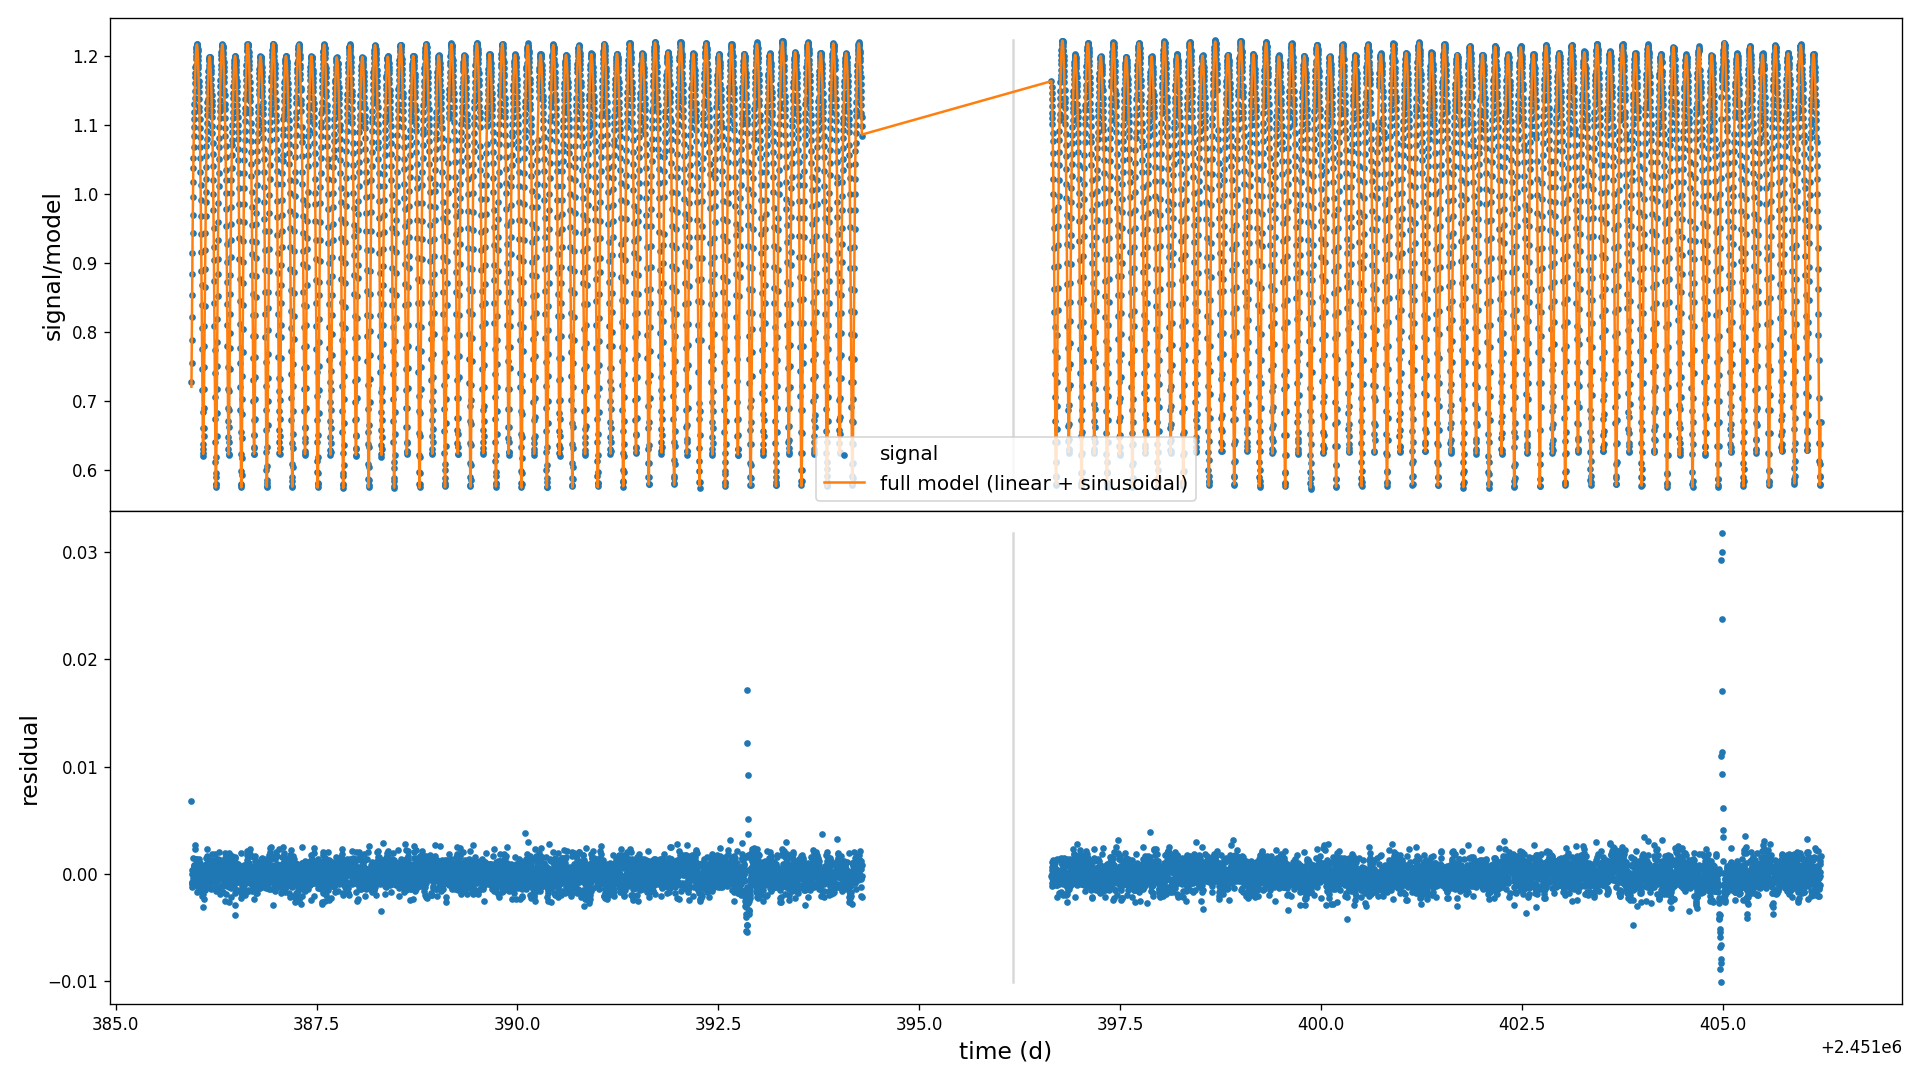 1.2
1.1
1.0
0.9
0.8
0.7
0.6
signal/model
signal
full model (linear + sinusoidal)
0.03
0.02
0.01
0.00
−0.01
residual
385.0 387.5 390.0 392.5 395.0 397.5 400.0 402.5 405.0
time (d)
+2.451e6